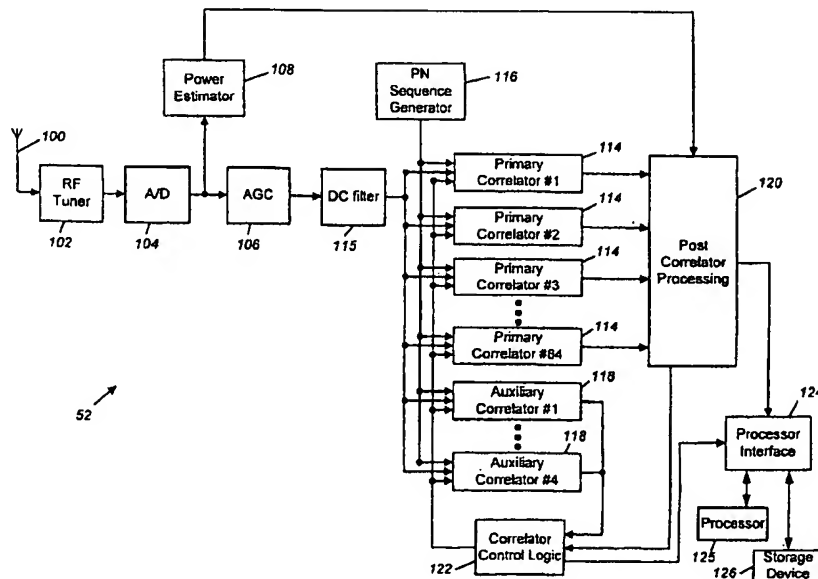 108
Power
Estimator
PN
Sequence
Generator
116
100
RF
Tuner
102
A/D
104
AGC
106
DC filter
115
114
Primary
Correlator #1
114
Primary
Correlator #2
114
Primary
Correlator #3
114
Primary
Correlator #84
118
Auxiliary
Correlator #1
118
Auxiliary
Correlator #4
120
Post
Correlator
Processing
52
124
Processor
Interface
Correlator
Control Logic
122
Processor
125
Storage
Device
126